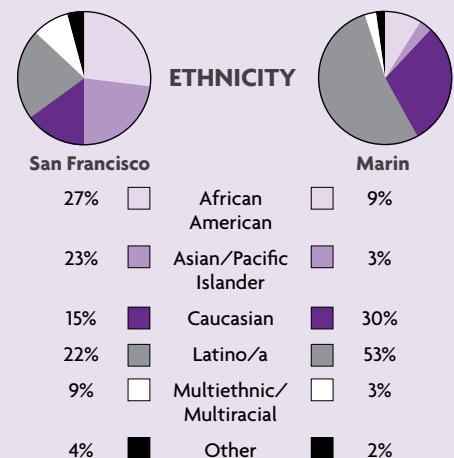 ETHNICITY
San Francisco
Marin
27% African 9%
American
23% Asian/Pacific 3%
Islander
15% Caucasian 30%
22% Latino/a 53%
9% Multiethnic/ 3%
Multiracial
4% Other 2%